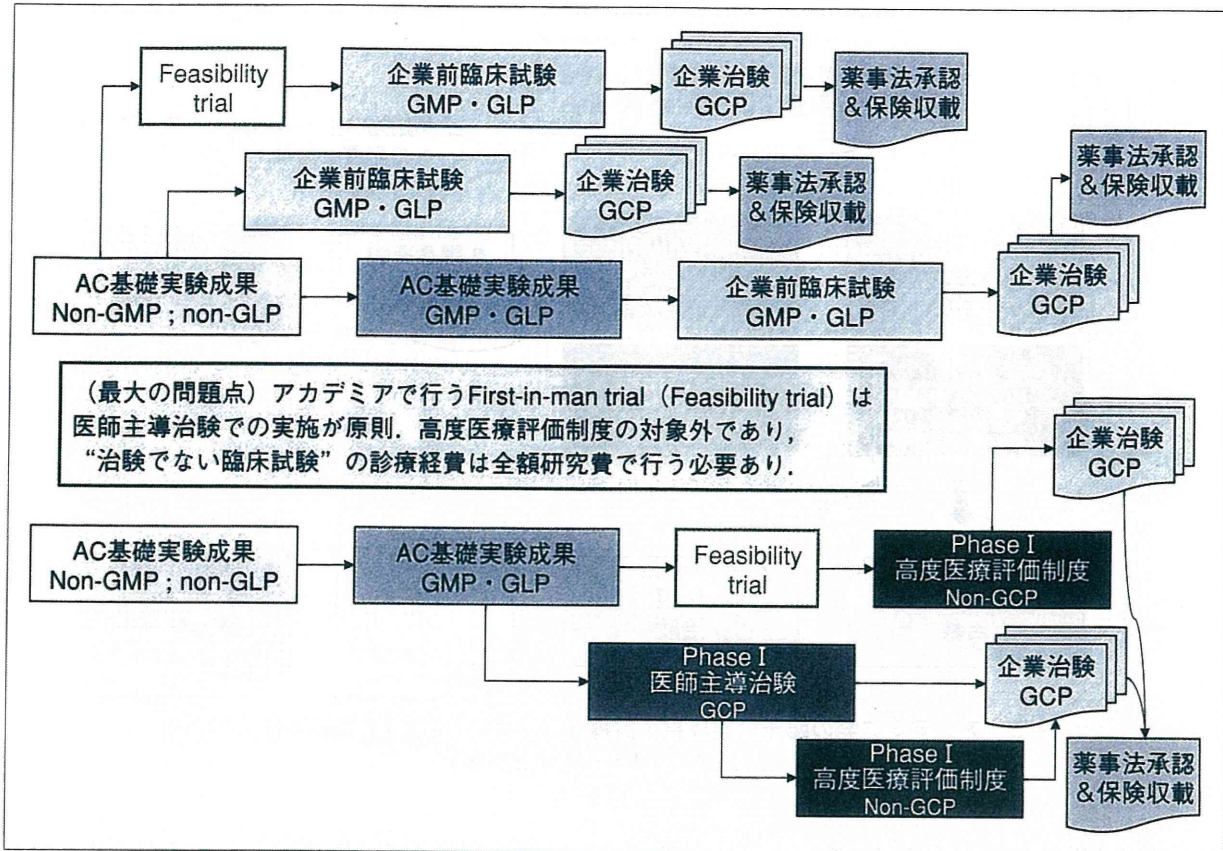 Feasibility
trial
企業前臨床試験
GMP・GLP
企業治験
GCP
薬事法承認
&保険収載
企業前臨床試験
GMP・GLP
企業治験
GCP
薬事法承認
&保険収載
薬事法承認
&保険収載
AC基礎実験成果
Non-GMP ; non-GLP
AC基礎実験成果
GMP・GLP
企業前臨床試験
GMP・GLP
企業治験
GCP
（最大の問題点）アカデミアで行うFirst-in-man trial（Feasibility trial）は
医師主導治験での実施が原則．高度医療評価制度の対象外であり，
“治験でない臨床試験”の診療経費は全額研究費で行う必要あり．
企業治験
GCP
AC基礎実験成果
Non-GMP ; non-GLP
AC基礎実験成果
GMP・GLP
Feasibility
trial
Phase Ⅰ
高度医療評価制度
Non-GCP
Phase Ⅰ
医師主導治験
GCP
企業治験
GCP
Phase Ⅰ
高度医療評価制度
Non-GCP
薬事法承認
&保険収載